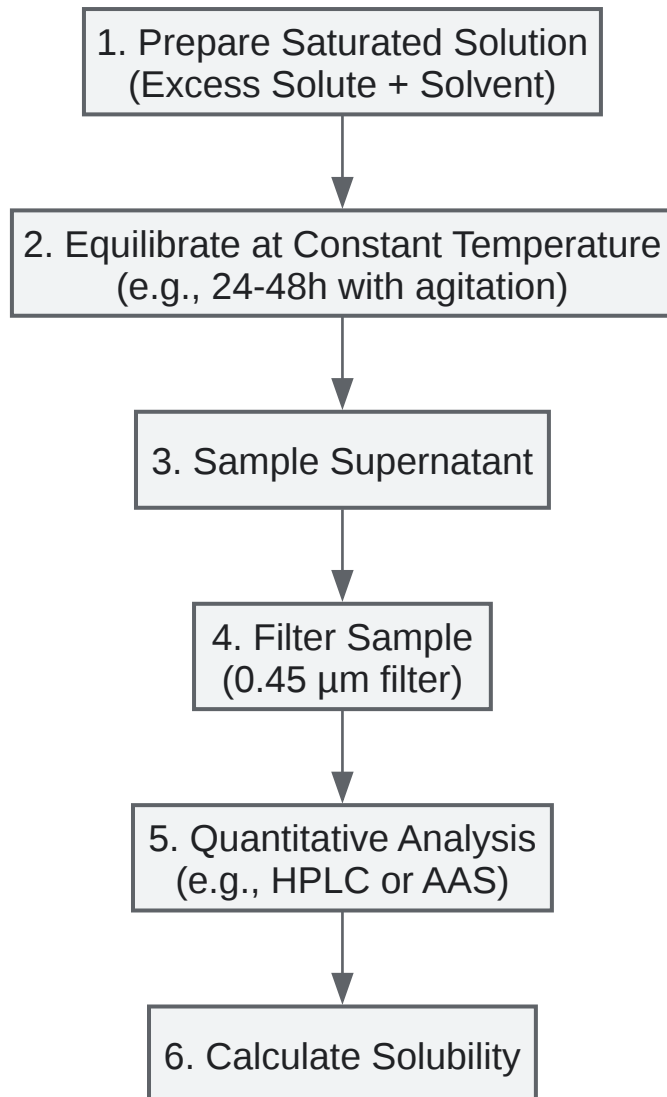 1. Prepare Saturated Solution
(Excess Solute + Solvent)
2. Equilibrate at Constant Temperature
(e.g., 24-48h with agitation)
3. Sample Supernatant
4. Filter Sample
(0.45 µm filter)
5. Quantitative Analysis
(e.g., HPLC or AAS)
6. Calculate Solubility